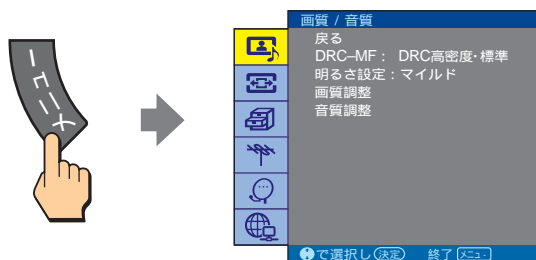 メニュー
画質 / 音質
戻る
DRC–MF： DRC高密度・標準
明るさ設定：マイルド
画質調整
音質調整
で選択し 決定 終了 メニュー